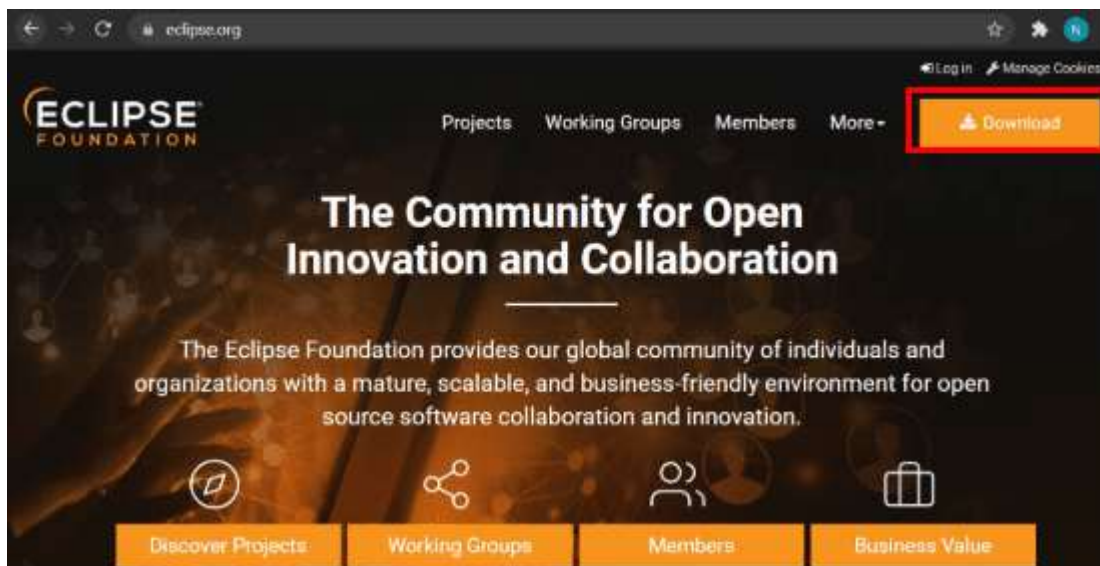 eclipse.org
N
Log in Manage Cookies
ECLIPSE
FOUNDATION
Projects Working Groups Members More Download
The Community for Open
Innovation and Collaboration
The Eclipse Foundation provides our global community of individuals and
organizations with a mature, scalable, and business-friendly environment for open
source software collaboration and innovation.
Discover Projects Working Groups Members Business Value